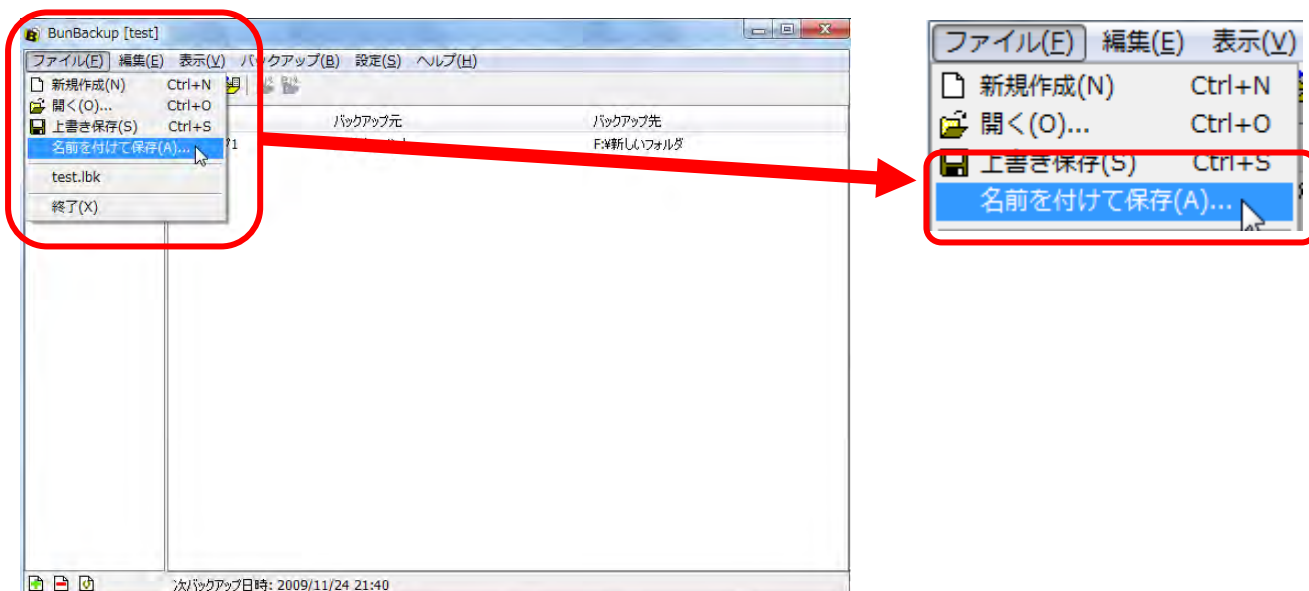 BunBackup [test]
ファイル(F) 編集(E) 表示(V) バックアップ(B) 設定(S) ヘルプ(H)
新規作成(N) Ctrl+N
開く(O)... Ctrl+O
上書き保存(S) Ctrl+S
名前を付けて保存(A)...
test.lbk
終了(X)
バックアップ元 バックアップ先
F:¥新しいフォルダ
次バックアップ日時: 2009/11/24 21:40
ファイル(F) 編集(E) 表示(V)
新規作成(N) Ctrl+N
開く(O)... Ctrl+O
上書き保存(S) Ctrl+S
名前を付けて保存(A)...